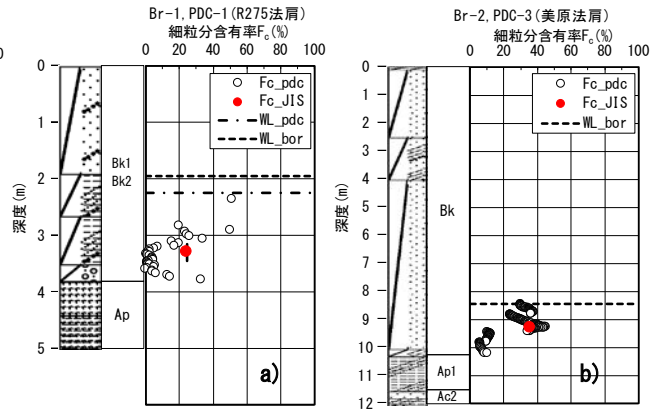 Br-1, PDC-1(R275法肩)
細粒分含有率Fc(%)
0 20 40 60 80 100
0
0
1
2
3
4
5
深度(m)
Bk1
Bk2
Ap
Fc_pdc
Fc_JIS
WL_pdc
WL_bor
a)
Br-2, PDC-3(美原法肩)
細粒分含有率Fc(%)
0 20 40 60 80 100
0
1
2
3
4
5
6
7
8
9
10
11
12
深度(m)
Bk
Ap1
Ac2
Fc_pdc
Fc_JIS
WL_bor
b)